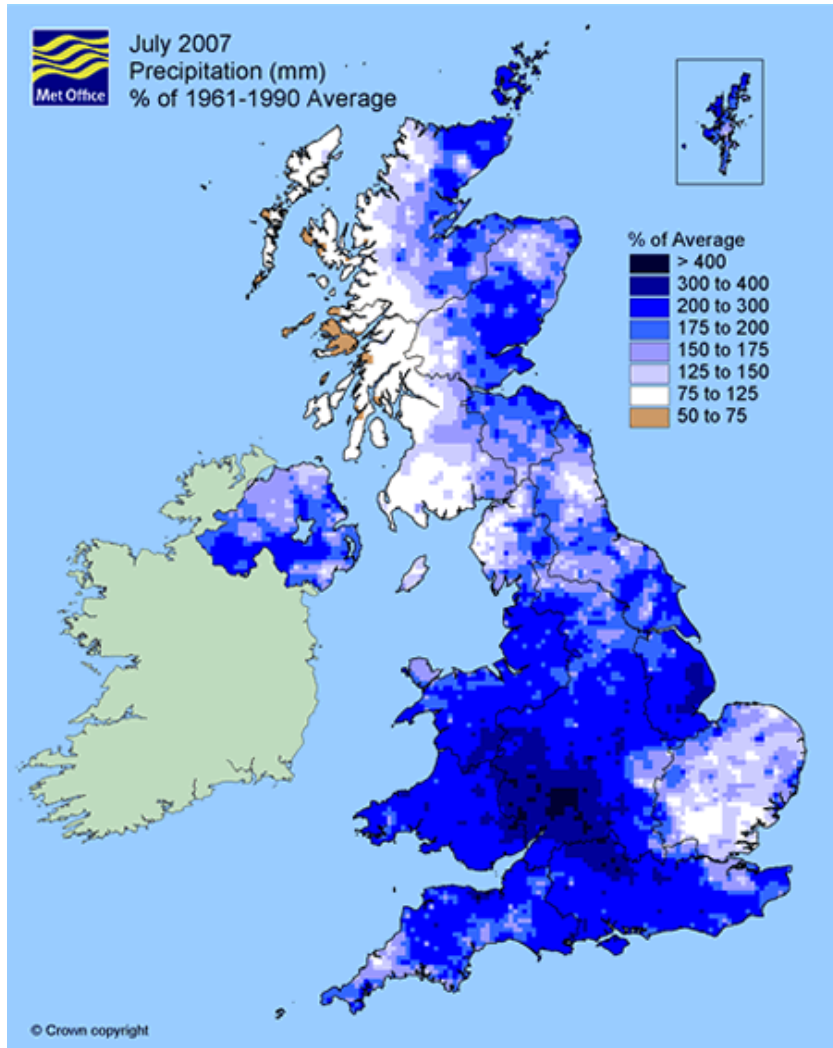 Met Office
July 2007
Precipitation (mm)
% of 1961-1990 Average
% of Average
> 400
300 to 400
200 to 300
175 to 200
150 to 175
125 to 150
75 to 125
50 to 75
© Crown copyright